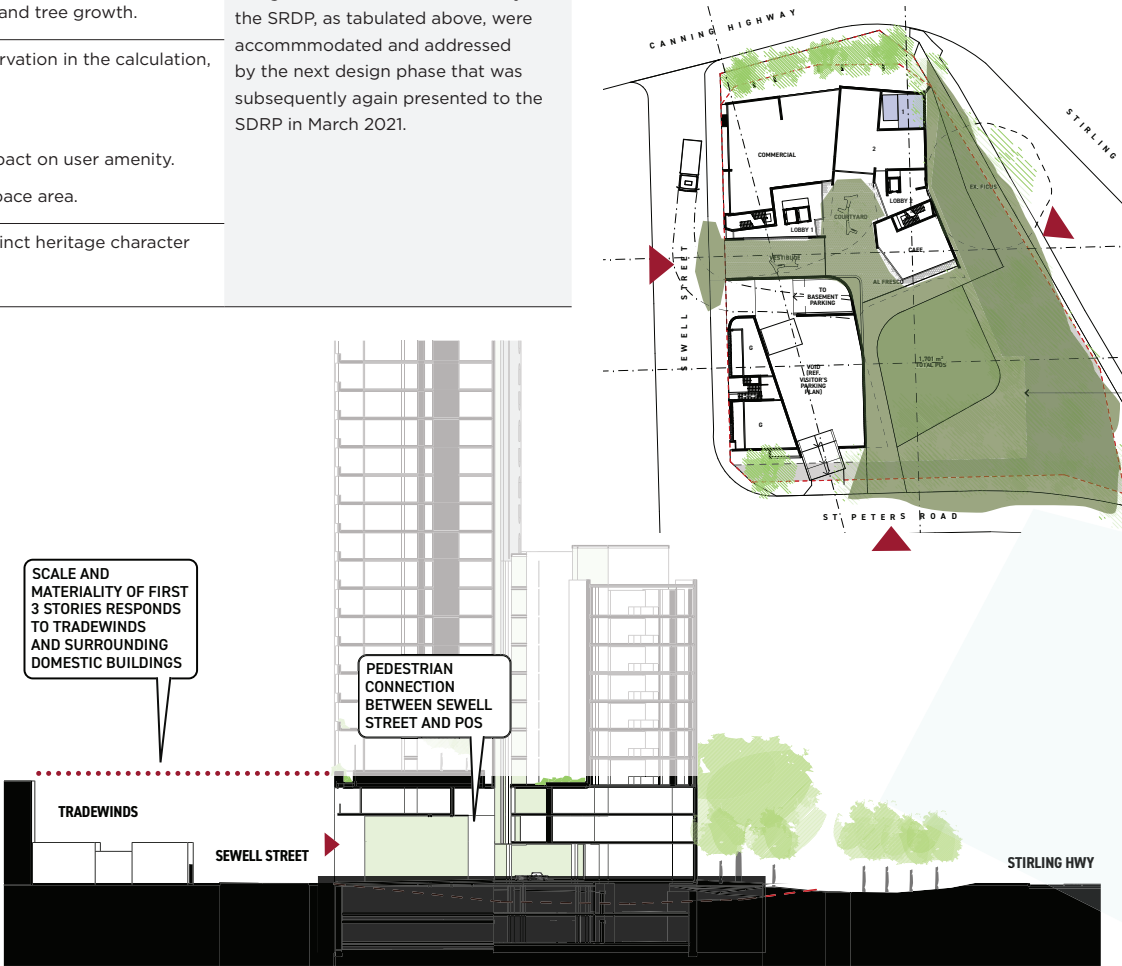 and tree growth.
rvation in the calculation,
pact on user amenity.
pace area.
inct heritage character
the SRDP, as tabulated above, were
accommmodated and addressed
by the next design phase that was
subsequently again presented to the
SDRP in March 2021.
CANNING HIGHWAY
STIRLING
SEWELL STREET
ST PETERS ROAD
COMMERCIAL
1
2
LOBBY 2
EX. FICUS
COURTYARD
LOBBY 1
CAFE
VESTIBULE
AL FRESCO
TO
BASEMENT
PARKING
G
VOID
(REF.
VISITOR'S
PARKING
PLAN)
G
1,701 m²
TOTAL POS
SCALE AND
MATERIALITY OF FIRST
3 STORIES RESPONDS
TO TRADEWINDS
AND SURROUNDING
DOMESTIC BUILDINGS
PEDESTRIAN
CONNECTION
BETWEEN SEWELL
STREET AND POS
TRADEWINDS
SEWELL STREET
STIRLING HWY